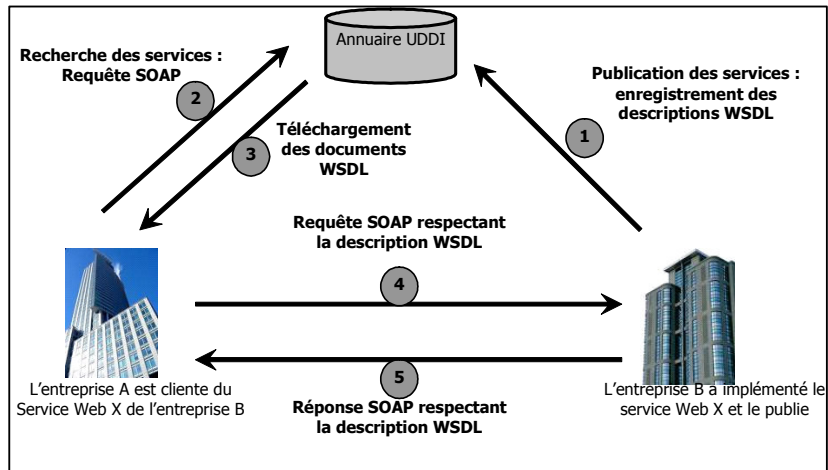 Annuaire UDDI
Recherche des services :
Requête SOAP
2
Publication des services :
enregistrement des
descriptions WSDL
1
Téléchargement
des documents
WSDL
3
Requête SOAP respectant
la description WSDL
4
5
L'entreprise A est cliente du
Service Web X de l'entreprise B
Réponse SOAP respectant
la description WSDL
L'entreprise B a implémenté le
service Web X et le publie